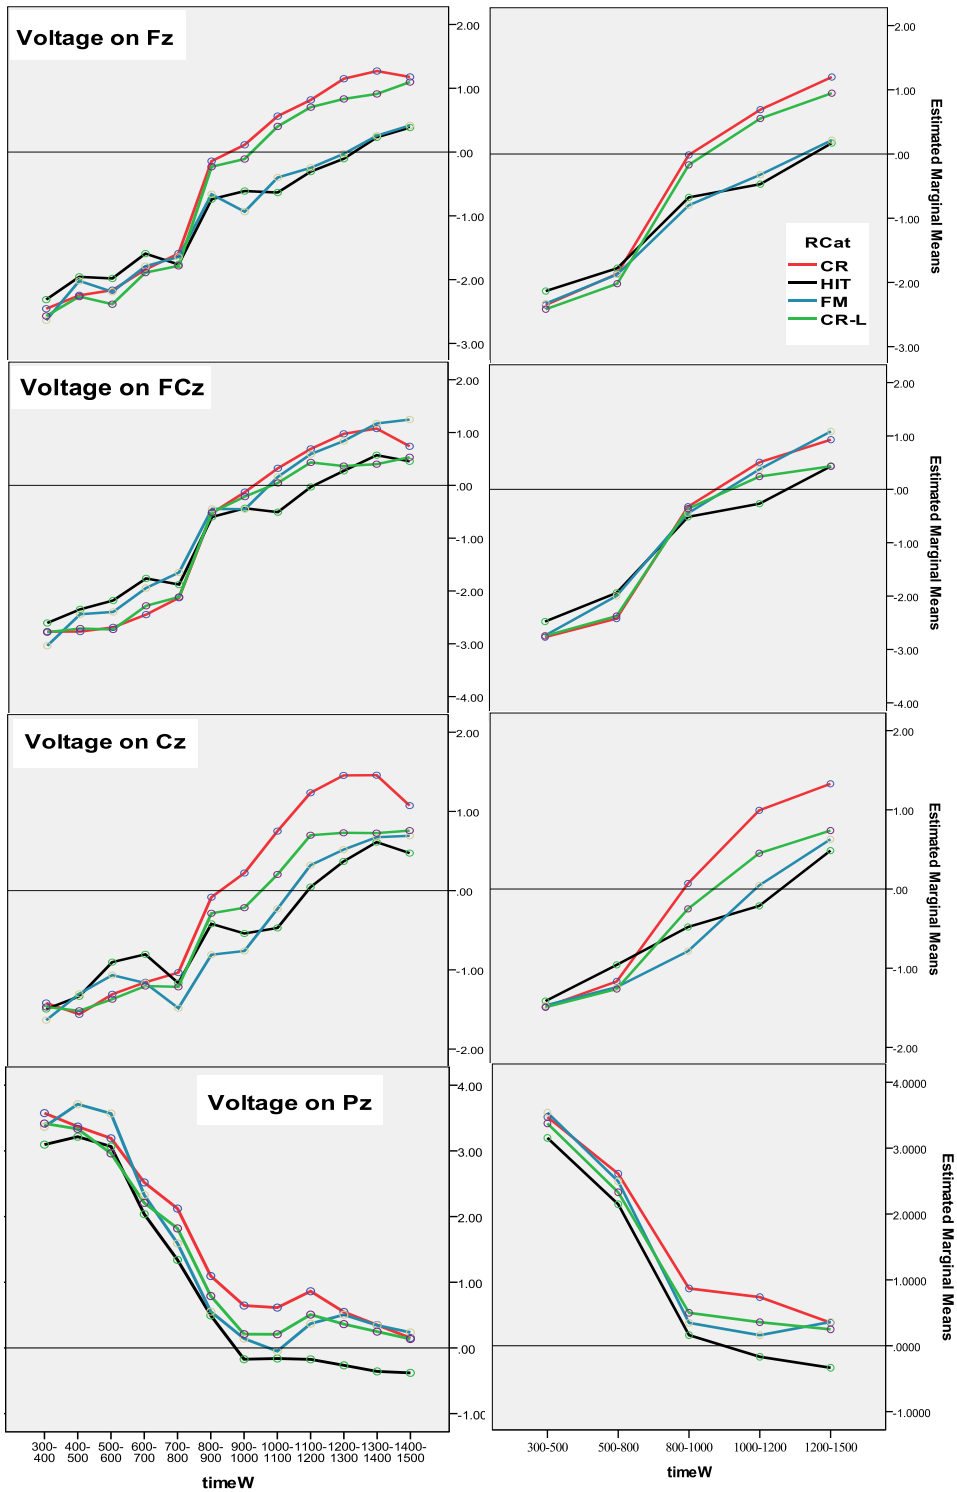 Voltage on Fz
2.00
1.00
.00
-1.00
-2.00
-3.00
2.00
1.00
.00
-1.00
-2.00
-3.00
Estimated Marginal Means
RCat
CR
HIT
FM
CR-L
Voltage on FCz
2.00
1.00
.00
-1.00
-2.00
-3.00
-4.00
2.00
1.00
.00
-1.00
-2.00
-3.00
-4.00
Estimated Marginal Means
Voltage on Cz
2.00
1.00
.00
-1.00
-2.00
2.00
1.00
.00
-1.00
-2.00
Estimated Marginal Means
Voltage on Pz
4.00
3.00
2.00
1.00
.00
-1.00
4.0000
3.0000
2.0000
1.0000
.0000
-1.0000
Estimated Marginal Means
300- 400- 500- 600- 700- 800- 900- 1000- 1100- 1200- 1300- 1400-
400 500 600 700 800 900 1000 1100 1200 1300 1400 1500
timeW
300-500 500-800 800-1000 1000-1200 1200-1500
timeW